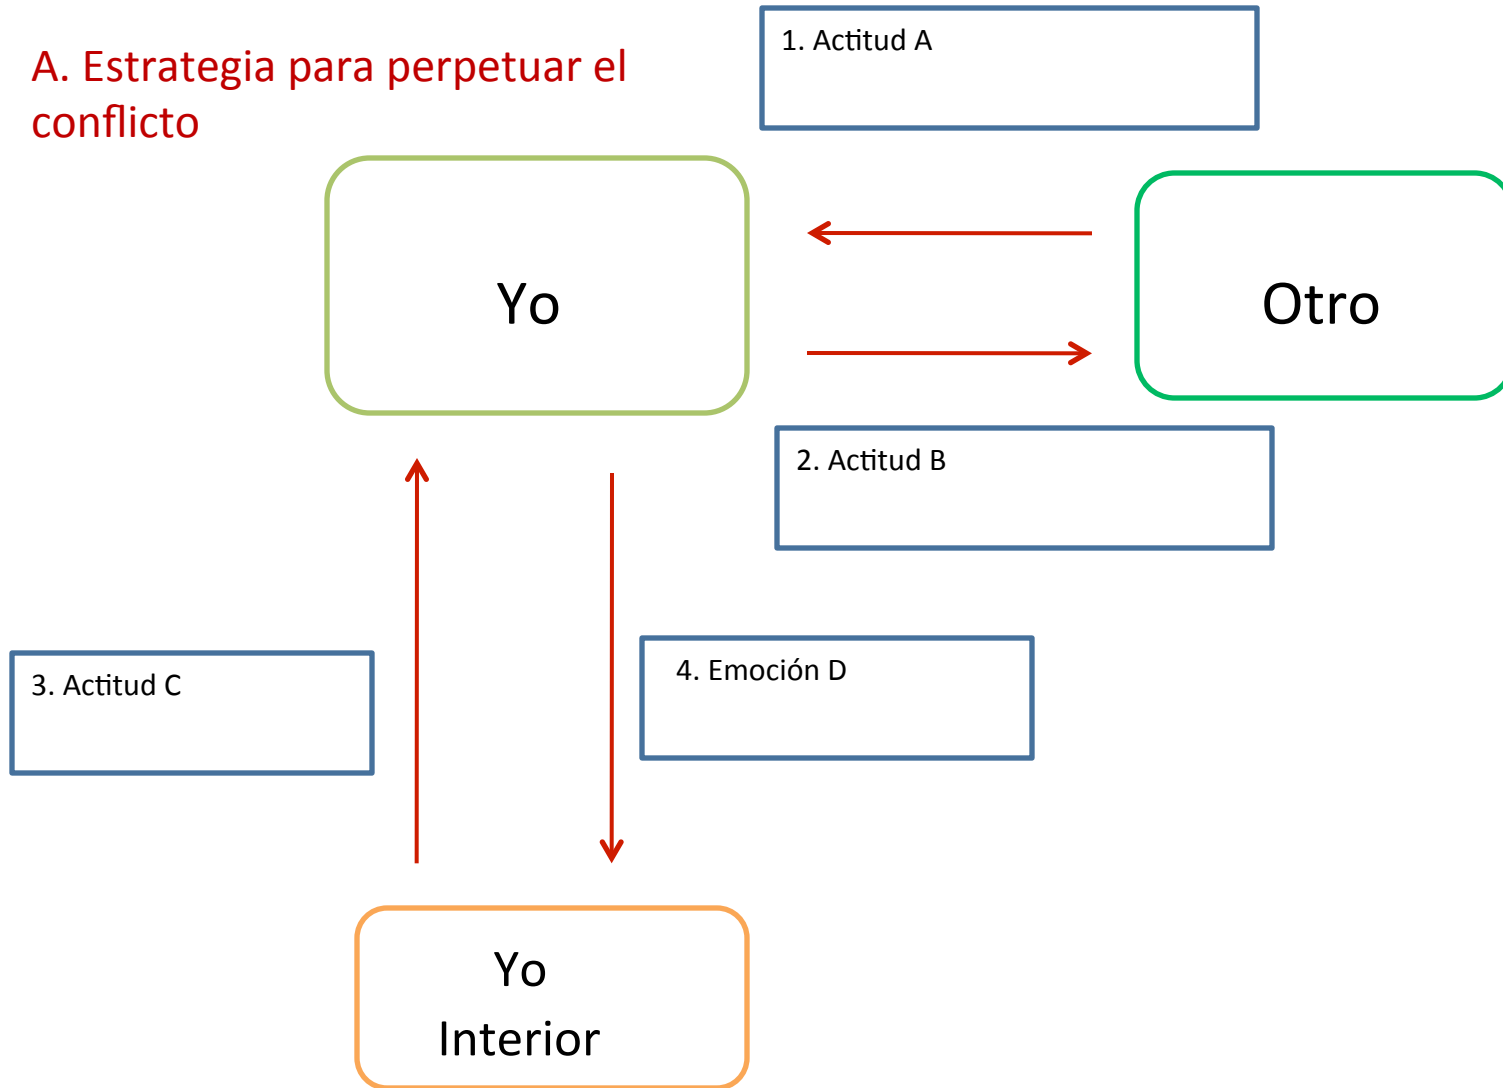 A. Estrategia para perpetuar el
conflicto
1. Actitud A
Yo
Otro
2. Actitud B
3. Actitud C
4. Emoción D
Yo
Interior